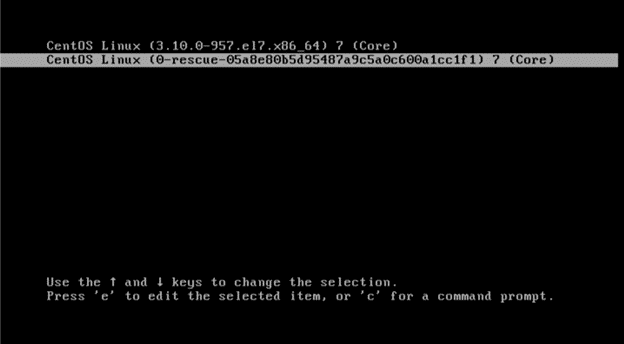 CentOS Linux (3.10.0-957.el7.x86_64) 7 (Core)
CentOS Linux (0-rescue-05a8e80b5d95487a9c5a0c600a1cc1f1) 7 (Core)
Use the ↑ and ↓ keys to change the selection.
Press 'e' to edit the selected item, or 'c' for a command prompt.